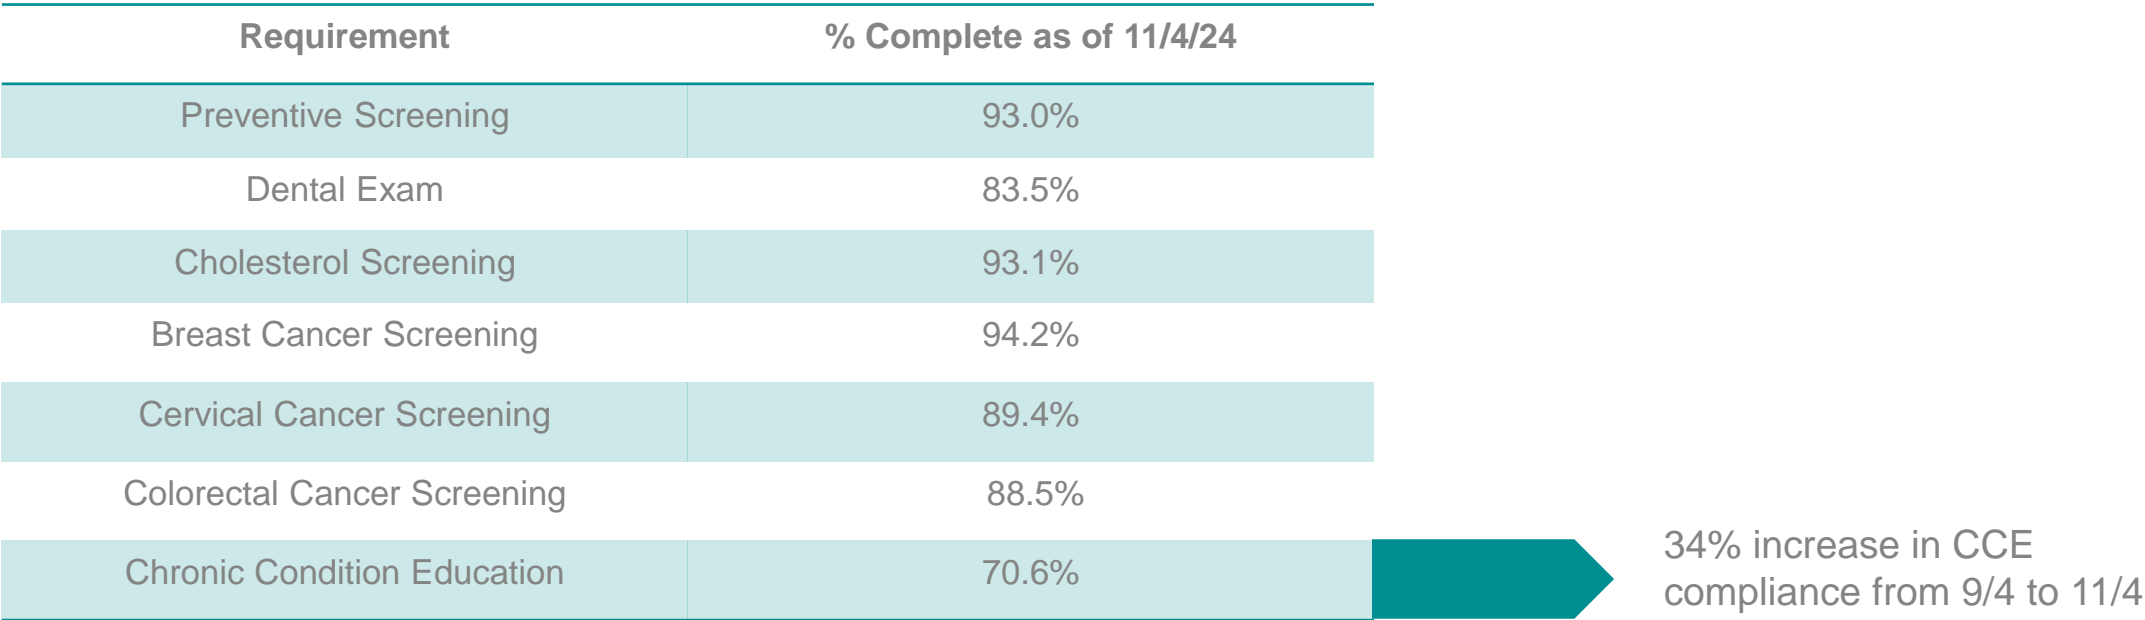 Requirement % Complete as of 11/4/24
Preventive Screening 93.0%
Dental Exam 83.5%
Cholesterol Screening 93.1%
Breast Cancer Screening 94.2%
Cervical Cancer Screening 89.4%
Colorectal Cancer Screening 88.5%
Chronic Condition Education 70.6%
34% increase in CCE
compliance from 9/4 to 11/4